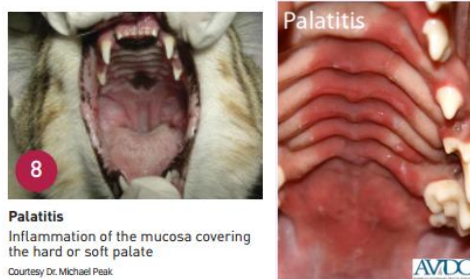 8
Palatitis
Inflammation of the mucosa covering
the hard or soft palate
Courtesy Dr. Michael Peak
Palatitis
AVDC